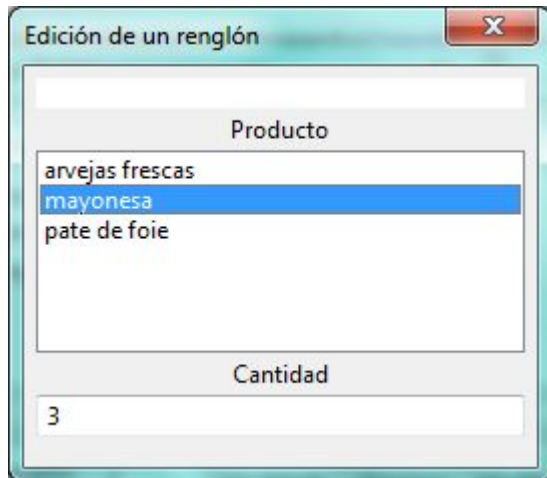 Edición de un renglón
Producto
arvejas frescas
mayonesa
pate de foie
Cantidad
3